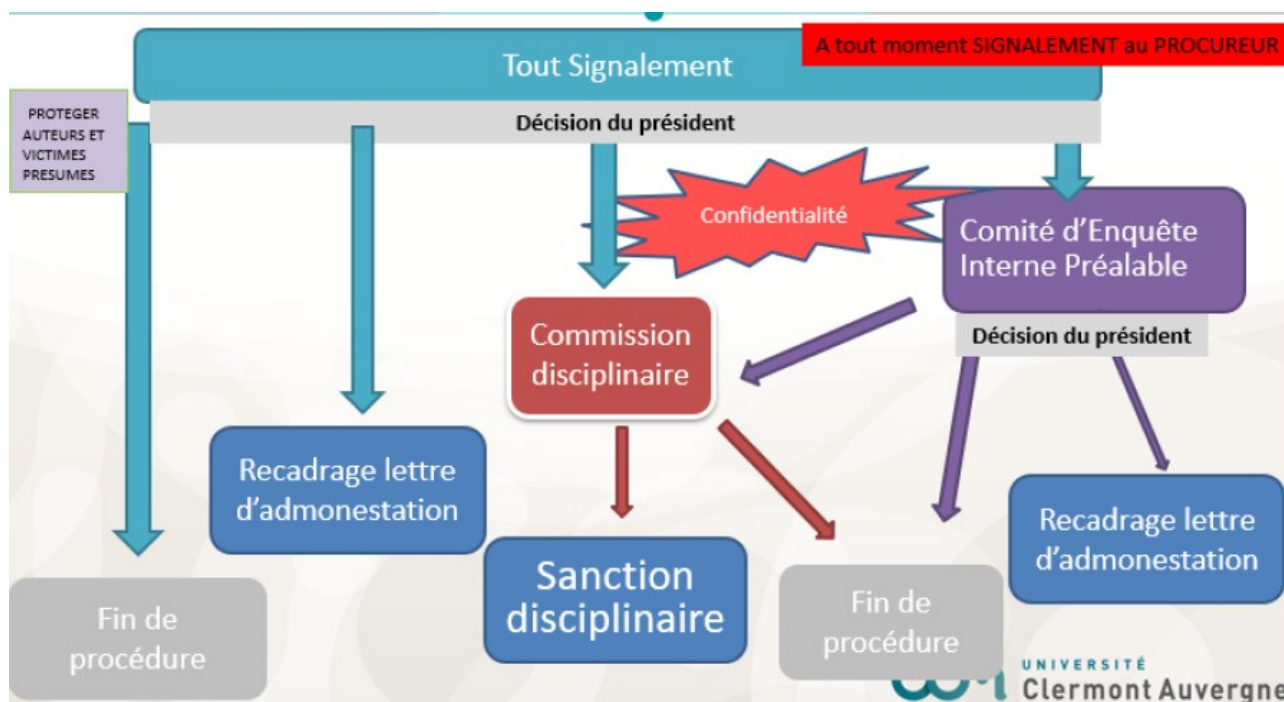 A tout moment SIGNALEMENT au PROCUREUR
Tout Signalement
PROTEGER
AUTEURS ET
VICTIMES
PRESUMES
Décision du président
Confidentialité
Comité d'Enquête
Interne Préalable
Décision du président
Commission
disciplinaire
Recadrage lettre
d'admonestation
Recadrage lettre
d'admonestation
Sanction
disciplinaire
Fin de
procédure
Fin de
procédure
UNIVERSITÉ
Clermont Auvergne